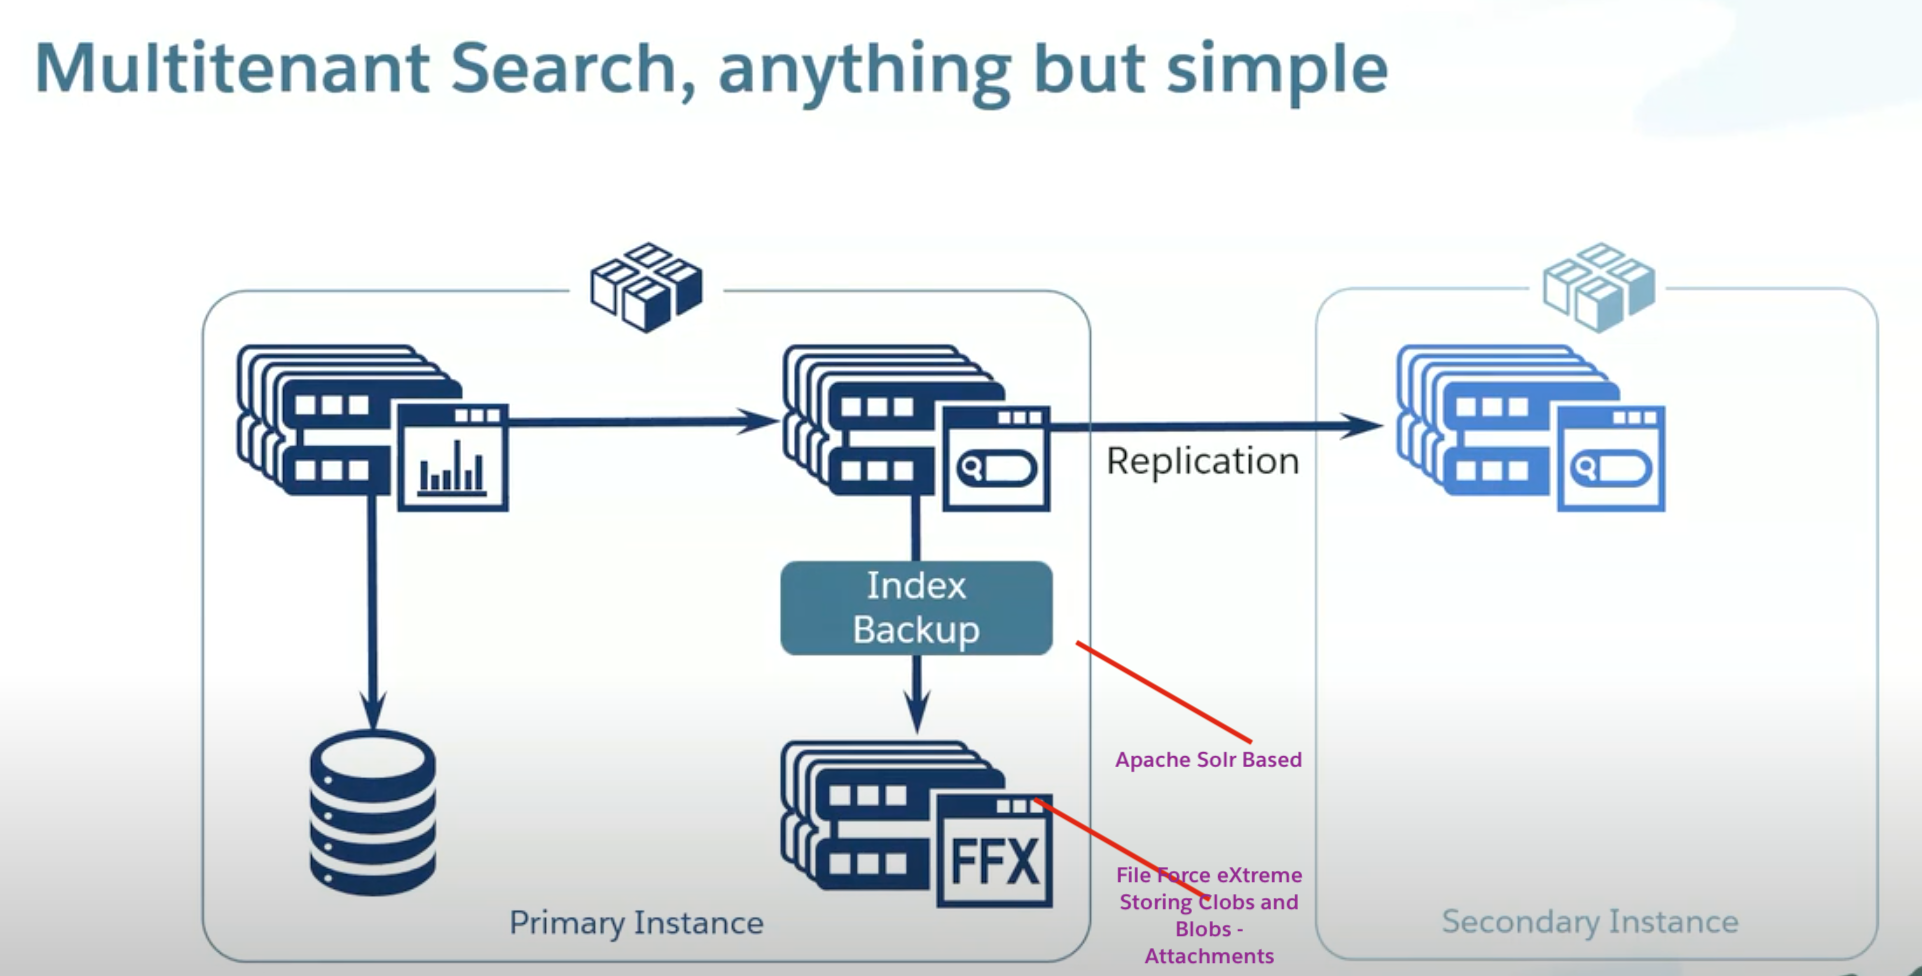 Multitenant Search, anything but simple
Replication
Index
Backup
Apache Solr Based
FFX
File Force eXtreme
Storing Clobs and
Blobs -
Attachments
Primary Instance
Secondary Instance